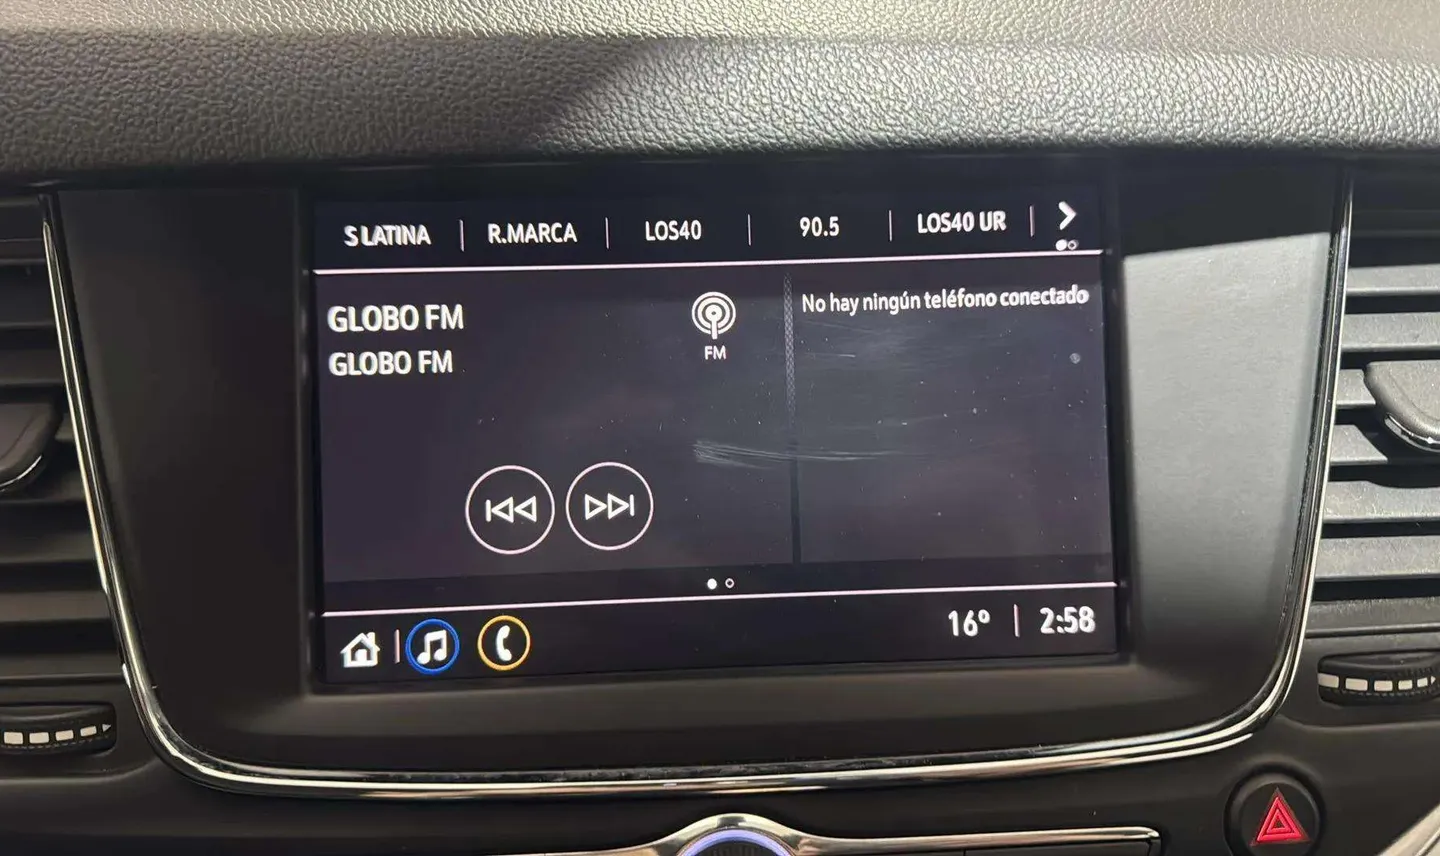 S LATINA | R.MARCA | LOS40 | 90.5 | LOS40 UR
GLOBO FM
GLOBO FM
FM
No hay ningún teléfono conectado
16° | 2:58